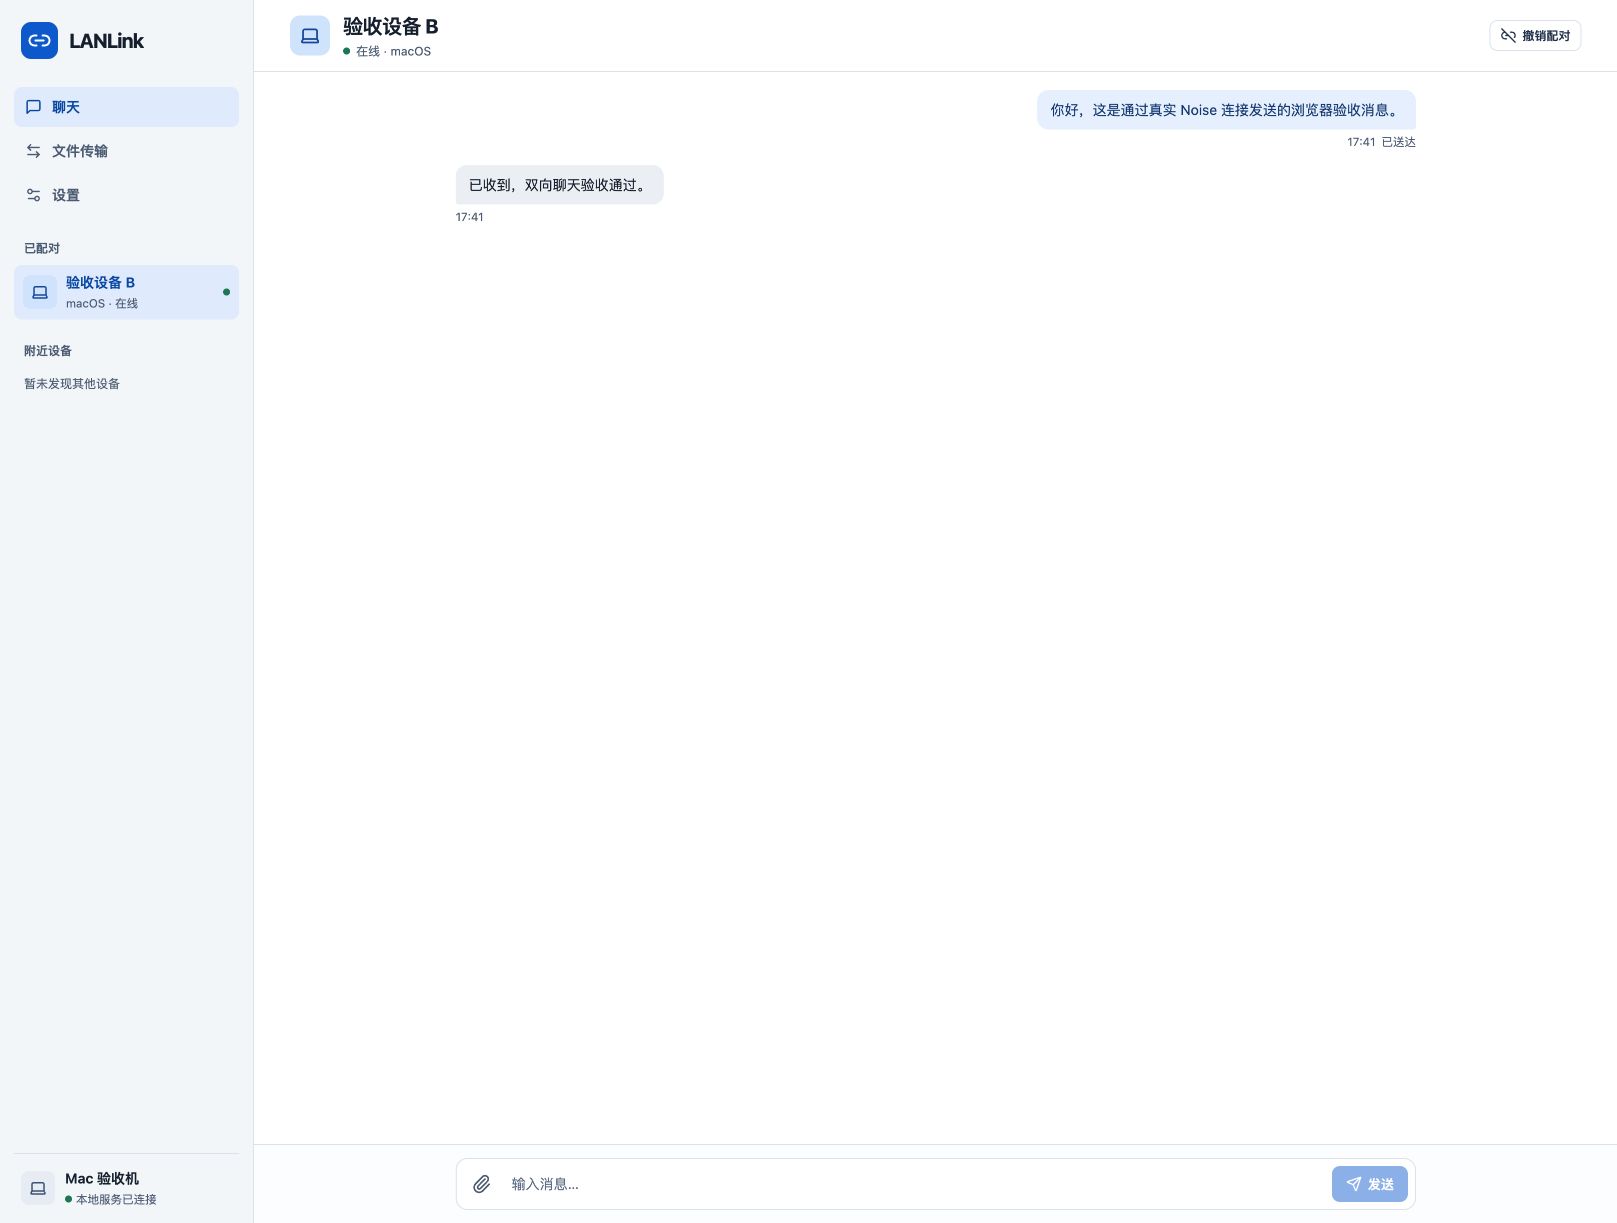 LANLink
聊天
文件传输
设置
已配对
验收设备 B
macOS · 在线
附近设备
暂未发现其他设备
Mac 验收机
本地服务已连接
验收设备 B
在线 · macOS
撤销配对
你好，这是通过真实 Noise 连接发送的浏览器验收消息。
17:41 已送达
已收到，双向聊天验收通过。
17:41
输入消息...
发送